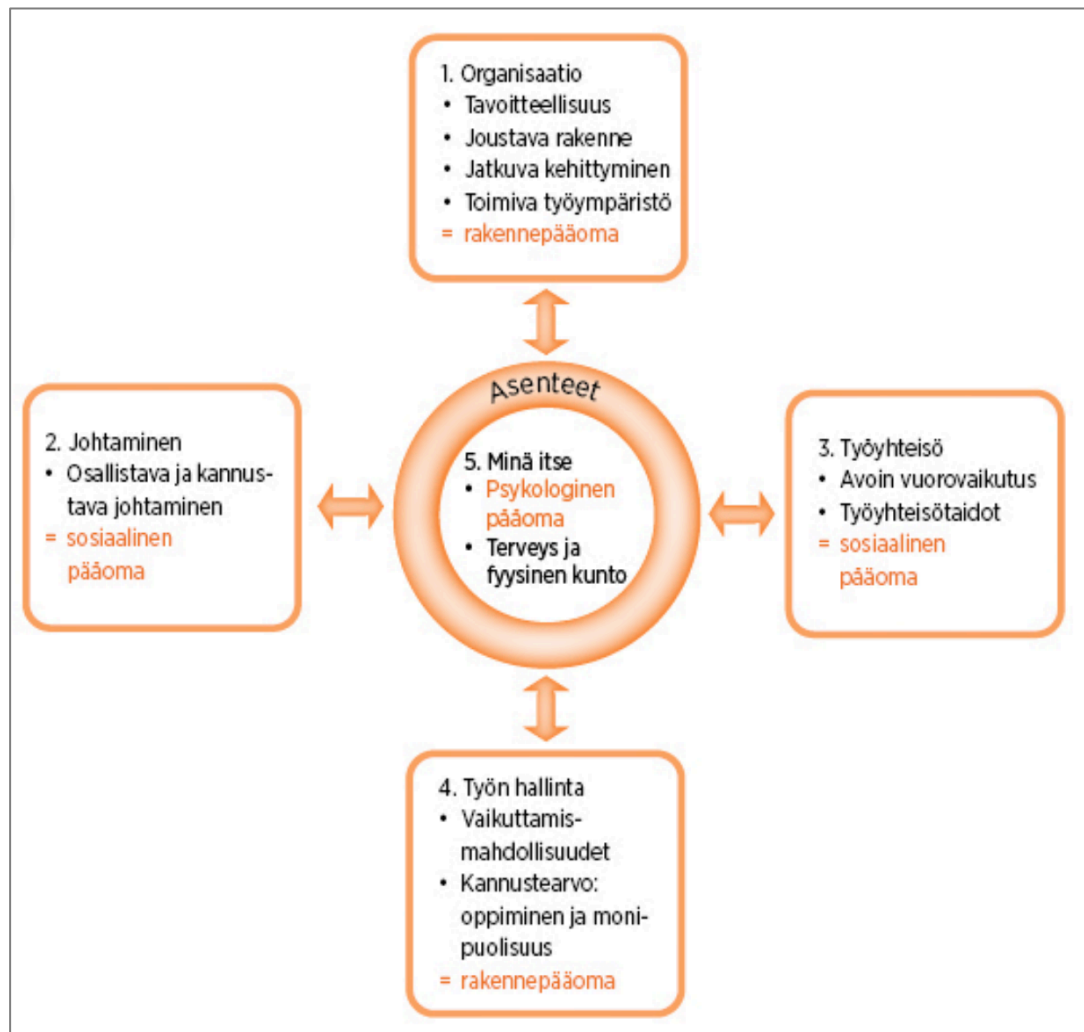 1. Organisaatio
• Tavoitteellisuus
• Joustava rakenne
• Jatkuva kehittyminen
• Toimiva työympäristö
= rakennepääoma
Asenteet
2. Johtaminen
• Osallistava ja kannus-
tava johtaminen
= sosiaalinen
pääoma
5. Minä itse
• Psykologinen
pääoma
• Terveys ja
fyysinen kunto
3. Työyhteisö
• Avoin vuorovaikutus
• Työyhteisötaidot
= sosiaalinen
pääoma
4. Työn hallinta
• Vaikuttamis-
mahdollisuudet
• Kannustearvo:
oppiminen ja moni-
puolisuus
= rakennepääoma